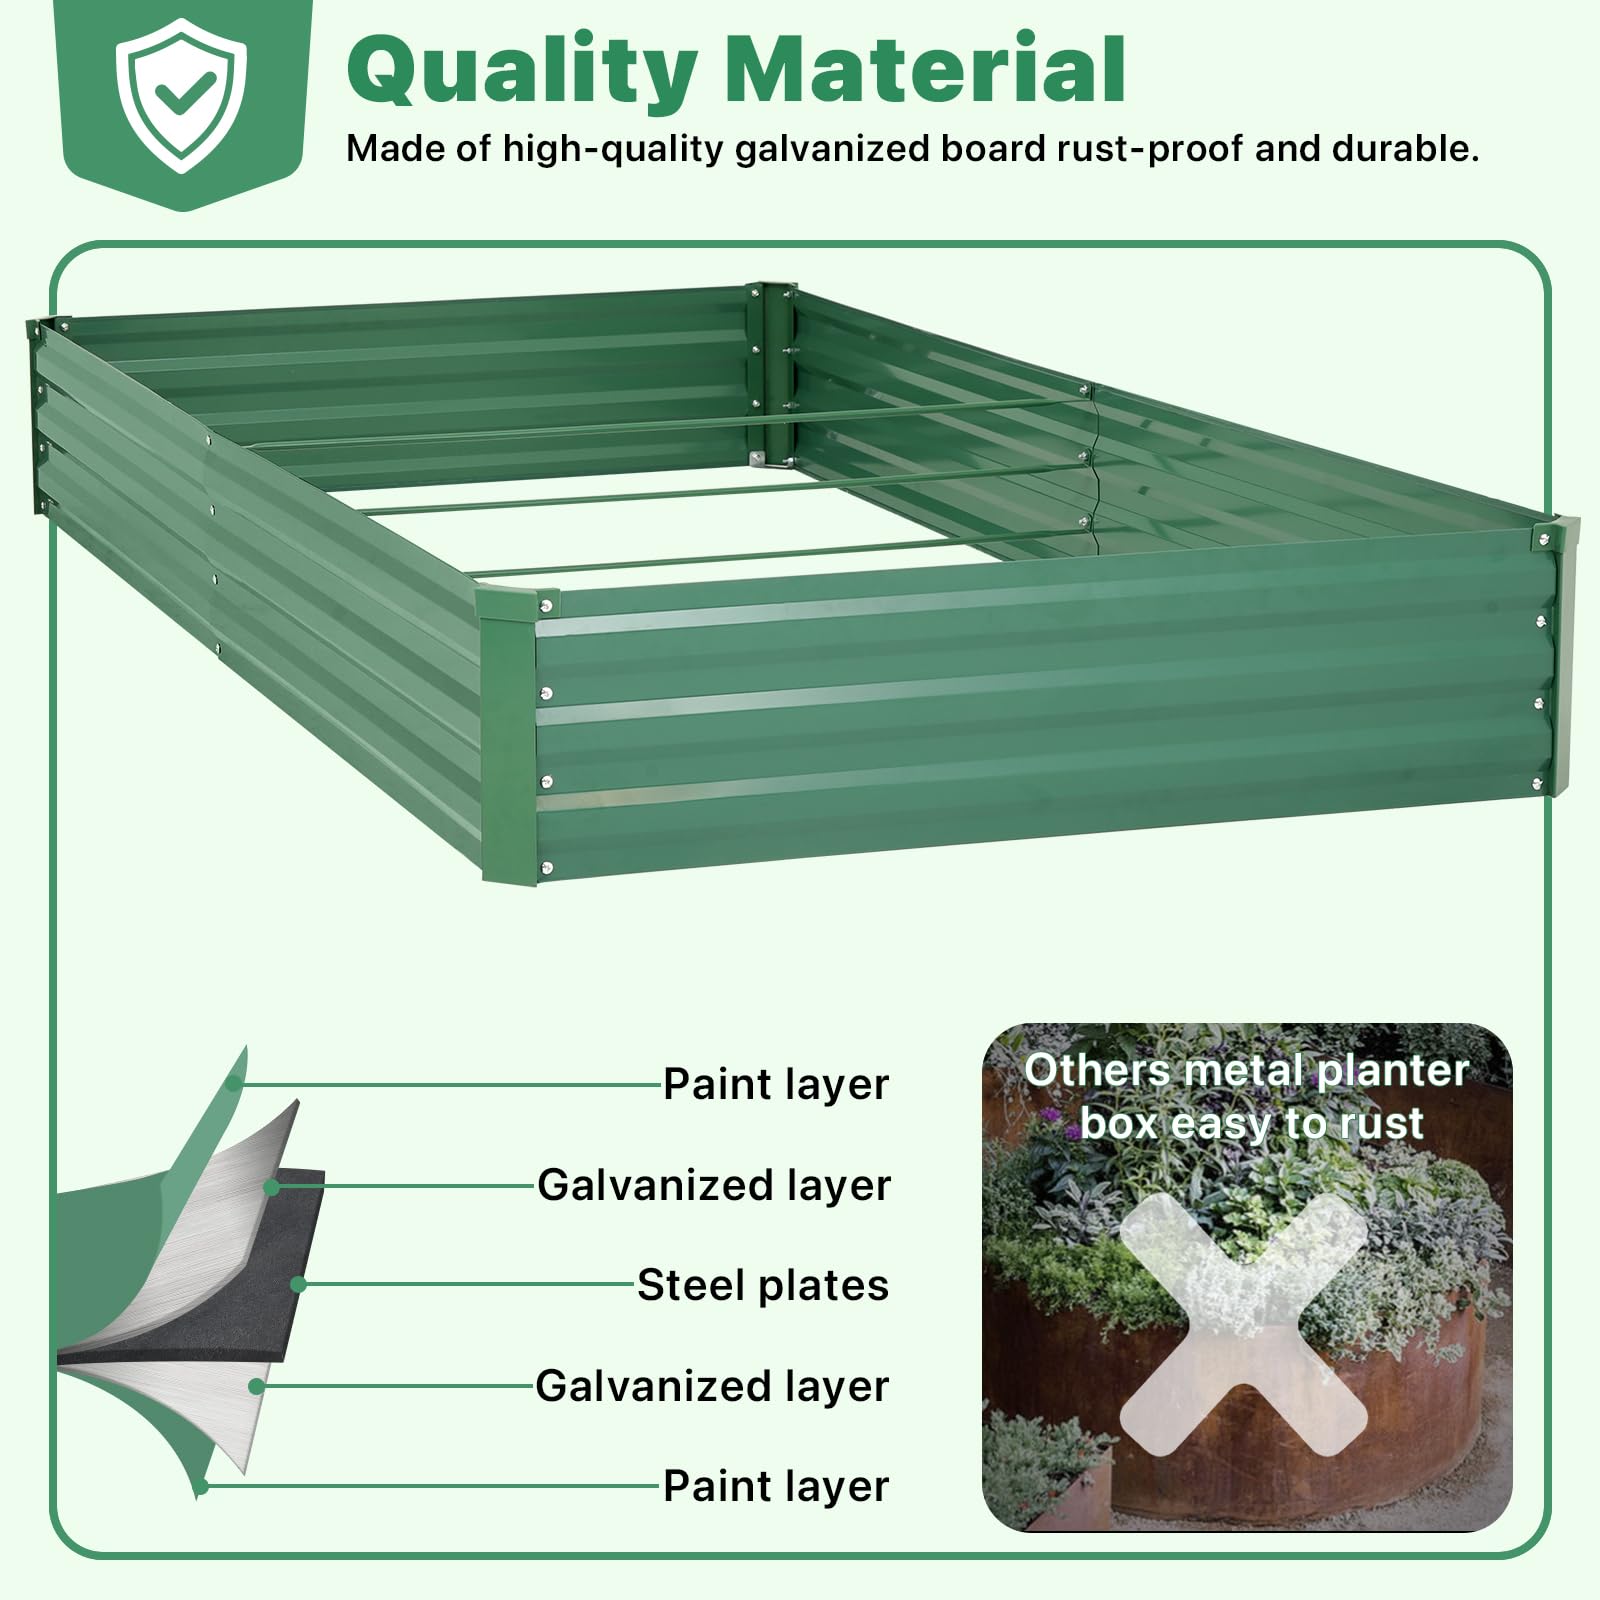 Quality Material
Made of high-quality galvanized board rust-proof and durable.
Paint layer
Galvanized layer
Steel plates
Galvanized layer
Paint layer
Others metal planter
box easy to rust